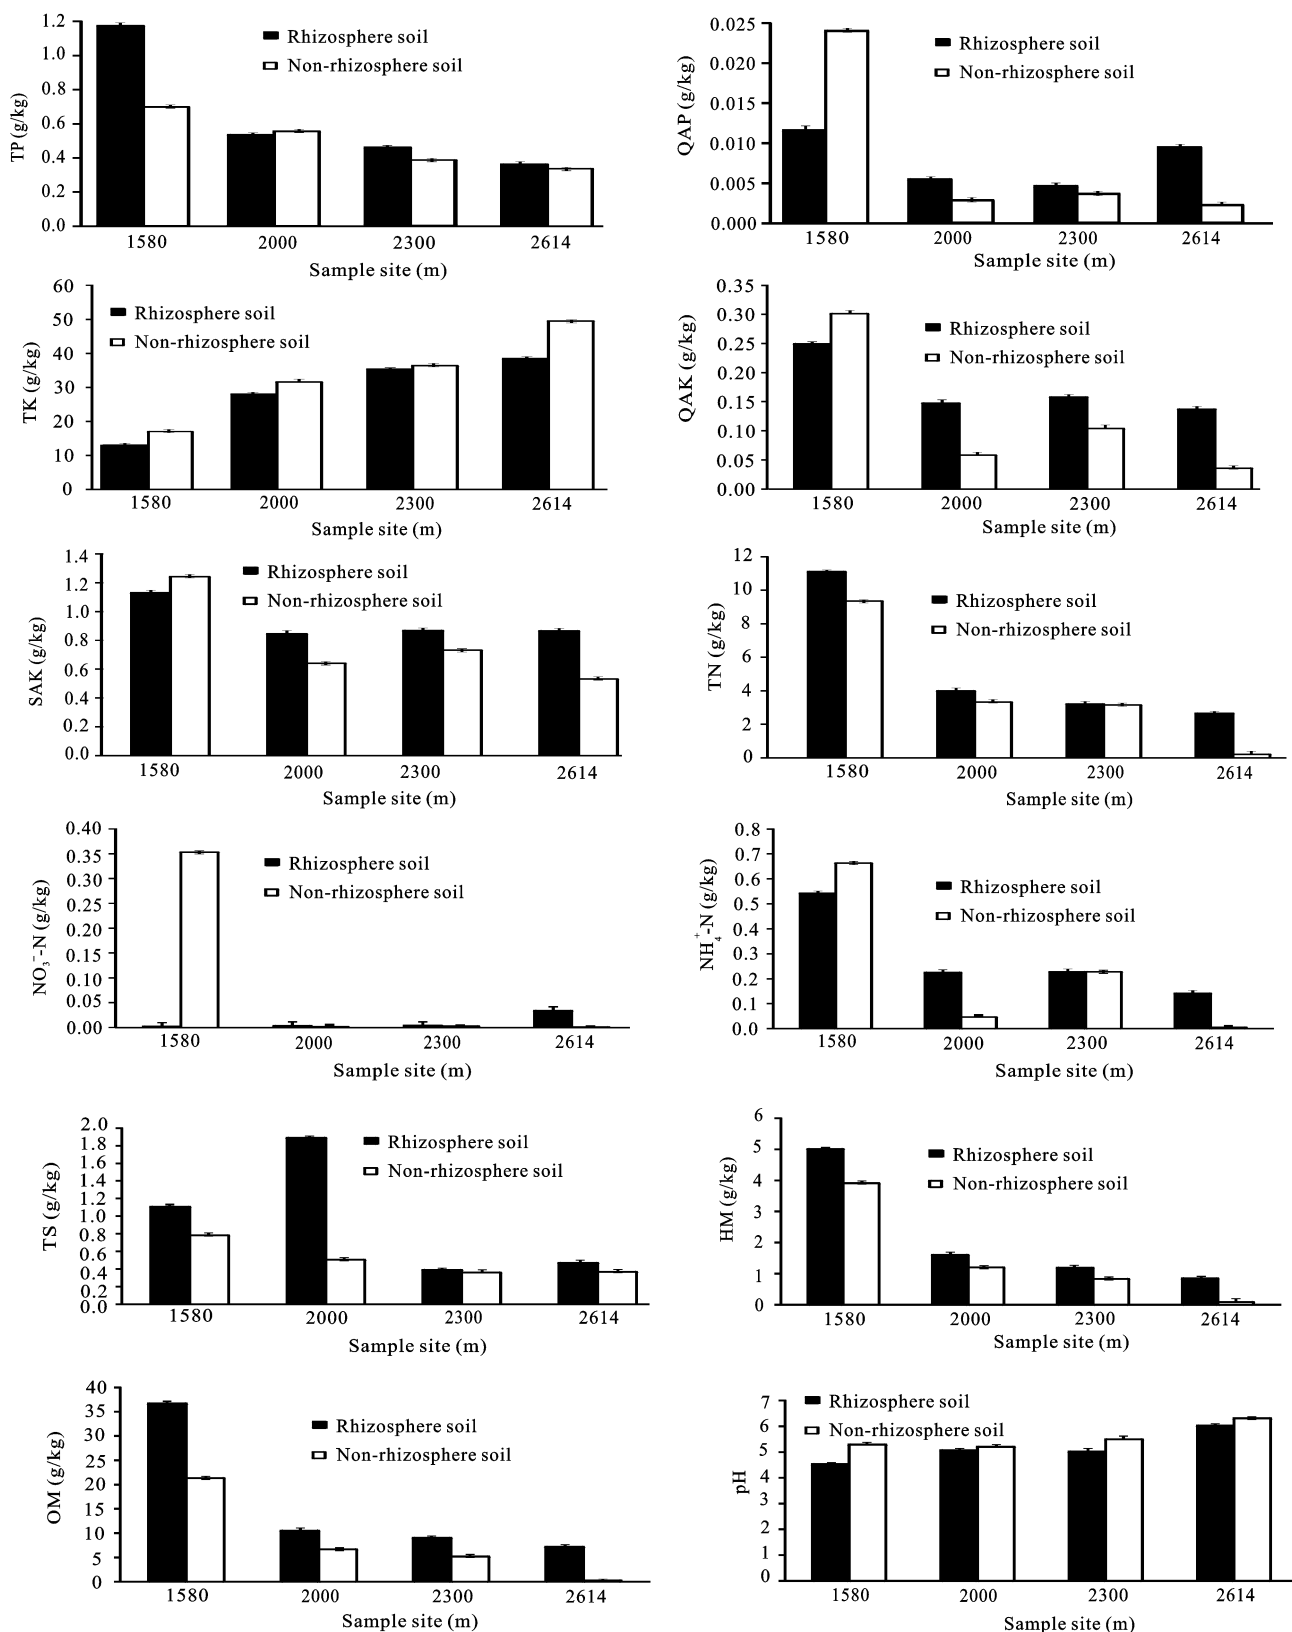 TP (g/kg)
1.2
1.0
0.8
0.6
0.4
0.2
0.0
Rhizosphere soil
Non-rhizosphere soil
1580 2000 2300 2614
Sample site (m)
QAP (g/kg)
0.025
0.020
0.015
0.010
0.005
0.000
Rhizosphere soil
Non-rhizosphere soil
1580 2000 2300 2614
Sample site (m)
TK (g/kg)
60
50
40
30
20
10
0
Rhizosphere soil
Non-rhizosphere soil
1580 2000 2300 2614
Sample site (m)
QAK (g/kg)
0.35
0.30
0.25
0.20
0.15
0.10
0.05
0.00
Rhizosphere soil
Non-rhizosphere soil
1580 2000 2300 2614
Sample site (m)
SAK (g/kg)
1.4
1.2
1.0
0.8
0.6
0.4
0.2
0.0
Rhizosphere soil
Non-rhizosphere soil
1580 2000 2300 2614
Sample site (m)
TN (g/kg)
12
10
8
6
4
2
0
Rhizosphere soil
Non-rhizosphere soil
1580 2000 2300 2614
Sample site (m)
NO₃⁻-N (g/kg)
0.40
0.35
0.30
0.25
0.20
0.15
0.10
0.05
0.00
Rhizosphere soil
Non-rhizosphere soil
1580 2000 2300 2614
Sample site (m)
NH₄⁺-N (g/kg)
0.8
0.7
0.6
0.5
0.4
0.3
0.2
0.1
0.0
Rhizosphere soil
Non-rhizosphere soil
1580 2000 2300 2614
Sample site (m)
TS (g/kg)
2.0
1.8
1.6
1.4
1.2
1.0
0.8
0.6
0.4
0.2
0.0
Rhizosphere soil
Non-rhizosphere soil
1580 2000 2300 2614
Sample site (m)
HM (g/kg)
6
5
4
3
2
1
0
Rhizosphere soil
Non-rhizosphere soil
1580 2000 2300 2614
Sample site (m)
OM (g/kg)
40
35
30
25
20
15
10
5
0
Rhizosphere soil
Non-rhizosphere soil
1580 2000 2300 2614
Sample site (m)
pH
7
6
5
4
3
2
1
0
Rhizosphere soil
Non-rhizosphere soil
1580 2000 2300 2614
Sample site (m)